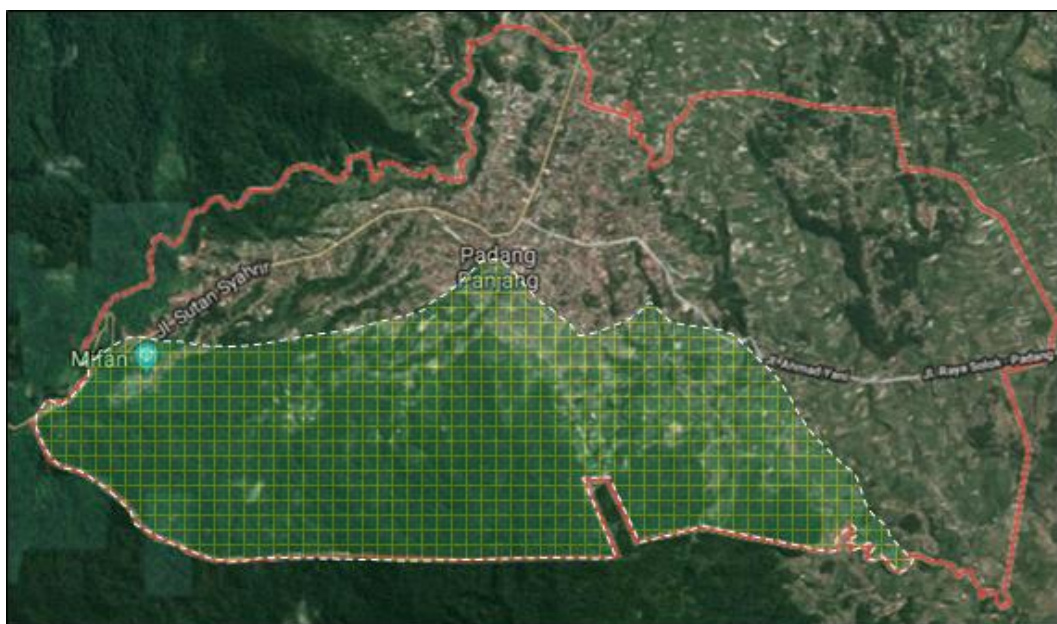 Padang
Panjang
Jl. Sutan Syahrir
Mifan
Jl. Ahmad Yani
Jl. Raya Solok - Padang